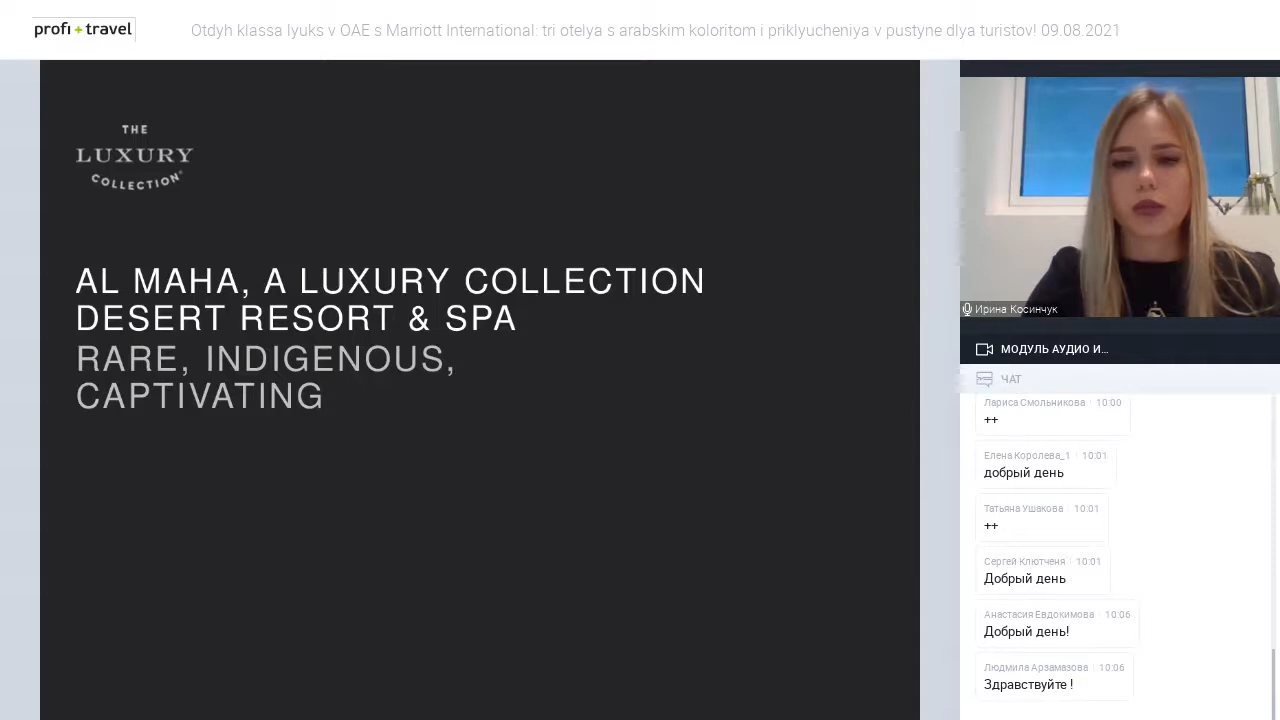 profi + travel
Otdyh klassa lyuks v OAE s Marriott International: tri otelya s arabskim koloritom i priklyucheniya v pustyne dlya turistov! 09.08.2021
THE
LUXURY
COLLECTION®
AL MAHA, A LUXURY COLLECTION
DESERT RESORT & SPA
RARE, INDIGENOUS,
CAPTIVATING
Ирина Косинчук
МОДУЛЬ АУДИО И...
ЧАТ
Лариса Смольникова 10:00
++
Елена Королева_1 10:01
добрый день
Татьяна Ушакова 10:01
++
Сергей Клютченя 10:01
Добрый день
Анастасия Евдокимова 10:06
Добрый день!
Людмила Арзамазова 10:06
Здравствуйте !